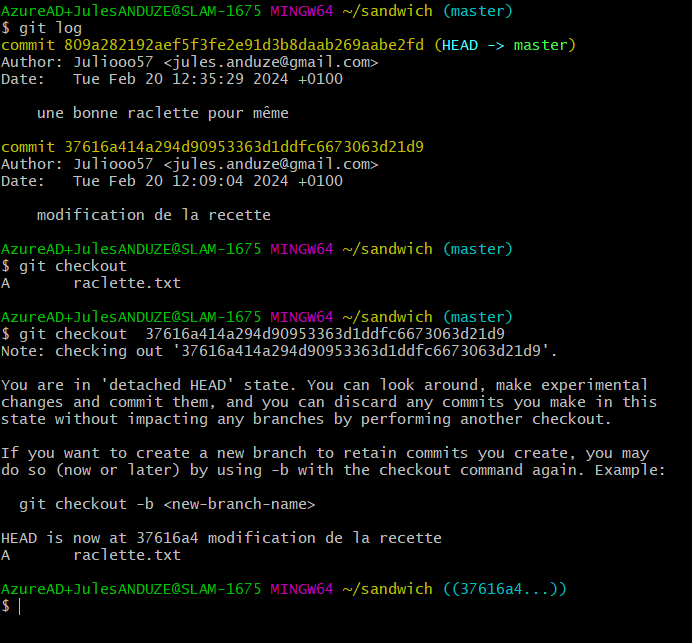 AzureAD+JulesANDUZE@SLAM-1675 MINGW64 ~/sandwich (master)
$ git log
commit 809a282192aef5f3fe2e91d3b8daab269aabe2fd (HEAD -> master)
Author: Juliooo57 <jules.anduze@gmail.com>
Date:   Tue Feb 20 12:35:29 2024 +0100

    une bonne raclette pour même

commit 37616a414a294d90953363d1ddfc6673063d21d9
Author: Juliooo57 <jules.anduze@gmail.com>
Date:   Tue Feb 20 12:09:04 2024 +0100

    modification de la recette

AzureAD+JulesANDUZE@SLAM-1675 MINGW64 ~/sandwich (master)
$ git checkout
A       raclette.txt

AzureAD+JulesANDUZE@SLAM-1675 MINGW64 ~/sandwich (master)
$ git checkout  37616a414a294d90953363d1ddfc6673063d21d9
Note: checking out '37616a414a294d90953363d1ddfc6673063d21d9'.

You are in 'detached HEAD' state. You can look around, make experimental
changes and commit them, and you can discard any commits you make in this
state without impacting any branches by performing another checkout.

If you want to create a new branch to retain commits you create, you may
do so (now or later) by using -b with the checkout command again. Example:

  git checkout -b <new-branch-name>

HEAD is now at 37616a4 modification de la recette
A       raclette.txt

AzureAD+JulesANDUZE@SLAM-1675 MINGW64 ~/sandwich ((37616a4...))
$